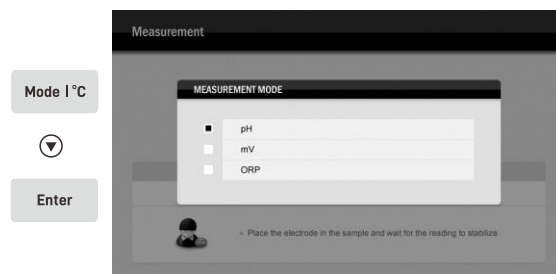 Measurement
Mode | °C
MEASUREMENT MODE
pH
mV
ORP
Enter
Place the electrode in the sample and wait for the reading to stabilize.